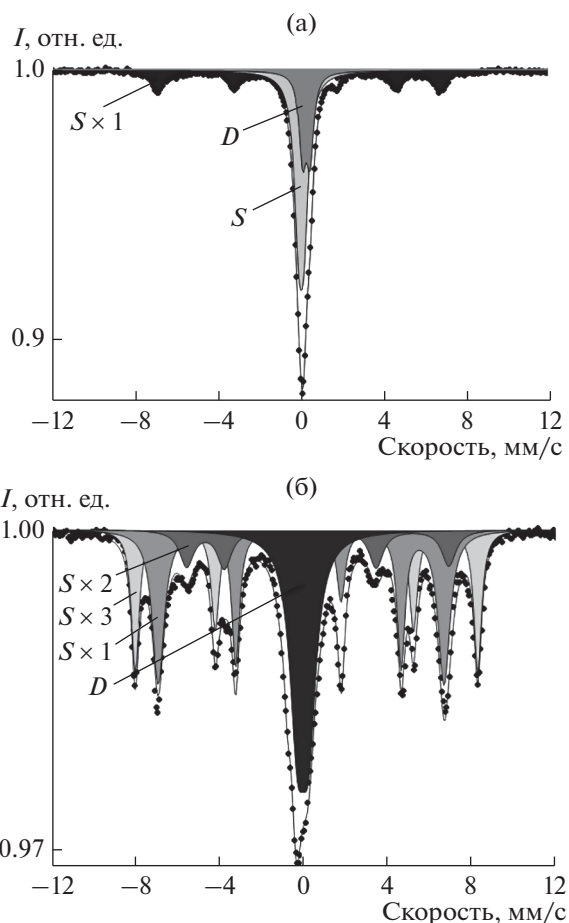 (а)
I, отн. ед.
1.0
S × 1
D
S
0.9
−12 −8 −4 0 4 8 12
Скорость, мм/с
(б)
I, отн. ед.
1.00
S × 2
S × 3
S × 1
D
0.97
−12 −8 −4 0 4 8 12
Скорость, мм/с